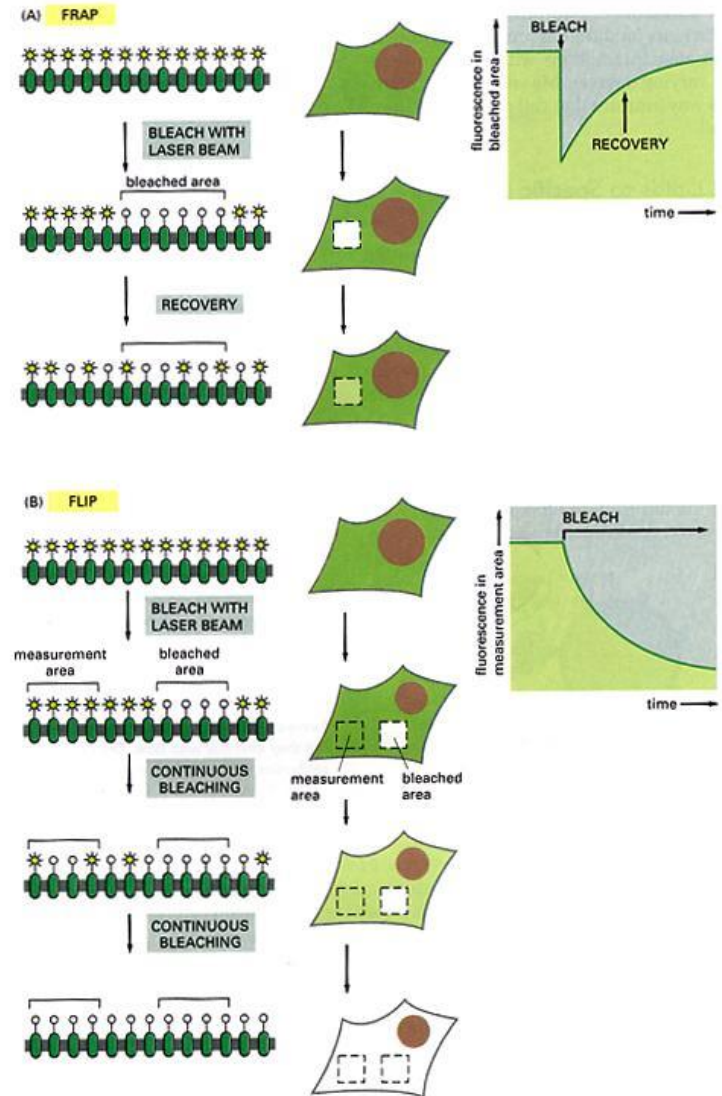 (A) FRAP
BLEACH WITH
LASER BEAM
bleached area
RECOVERY
fluorescence in
bleached area
BLEACH
RECOVERY
time
(B) FLIP
BLEACH WITH
LASER BEAM
measurement
area
bleached
area
CONTINUOUS
BLEACHING
CONTINUOUS
BLEACHING
measurement
area
bleached
area
fluorescence in
measurement area
BLEACH
time